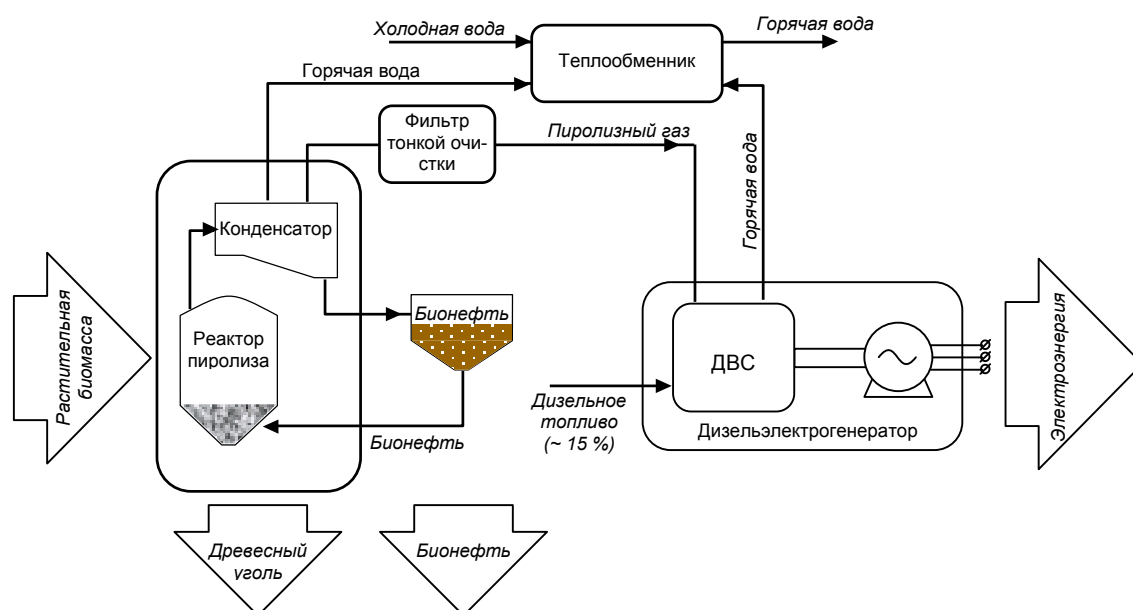 Холодная вода
Горячая вода
Теплообменник
Горячая вода
Фильтр
тонкой очи-
стки
Пиролизный газ
Горячая вода
Конденсатор
Растительная
биомасса
Реактор
пиролиза
Бионефть
Бионефть
ДВС
Дизельное
топливо
(~ 15 %)
Дизельэлектрогенератор
Электроэнергия
Древесный
уголь
Бионефть